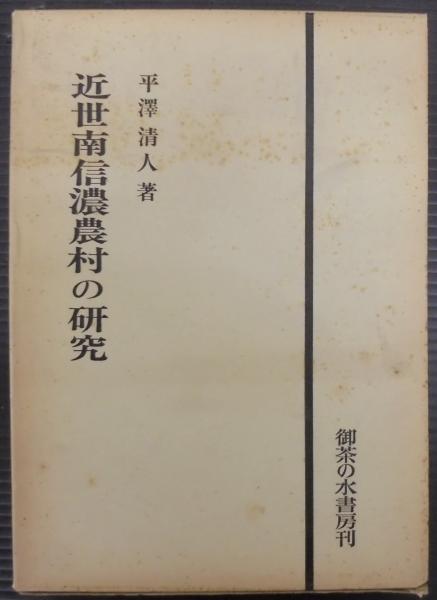 御茶の水書房刊
平澤清人著
近世南信濃農村の研究